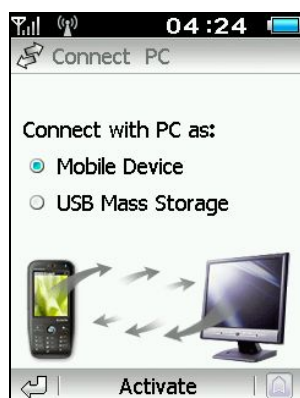 04:24
Connect PC
Connect with PC as:
Mobile Device
USB Mass Storage
Activate